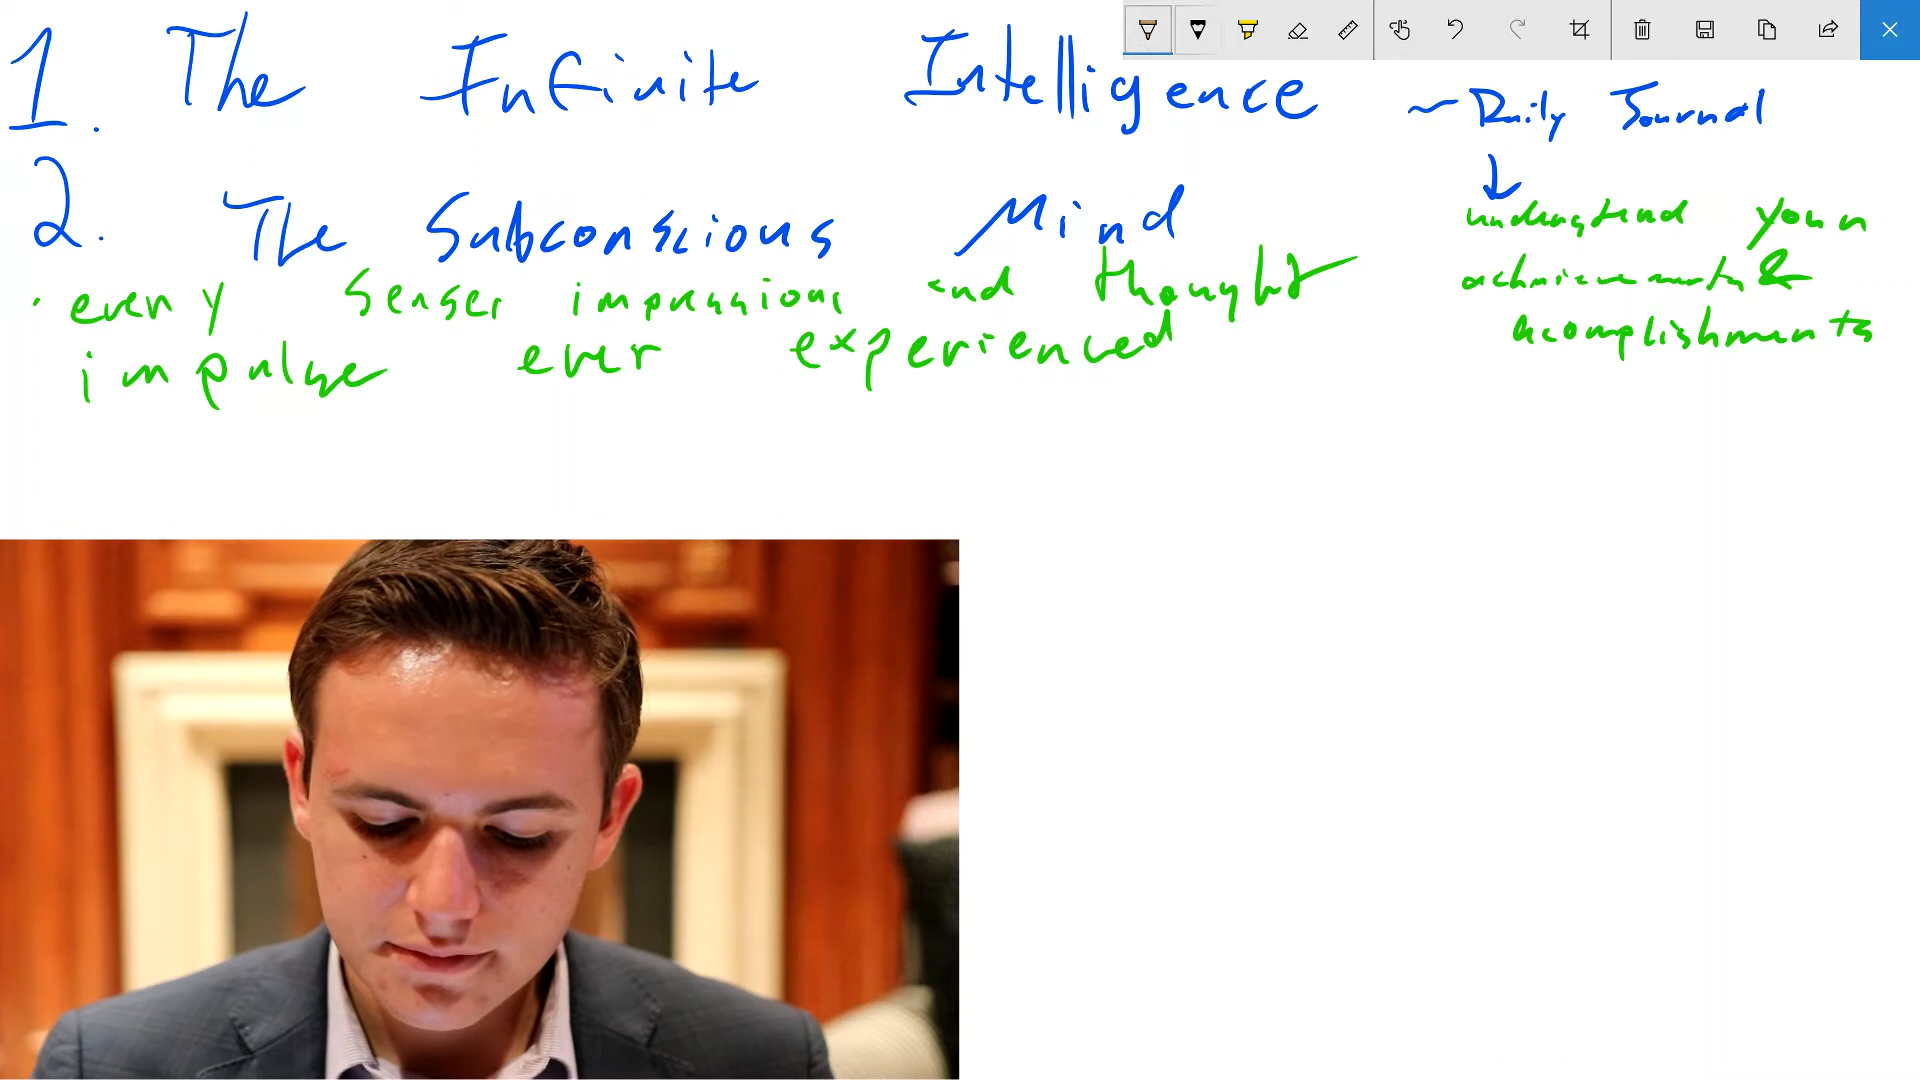 1. The Infinite Intelligence ~ Daily Journal
2. The Subconscious Mind
• every senses impressions and thought
impulse ever experienced
understand your
achievements &
acomplishments